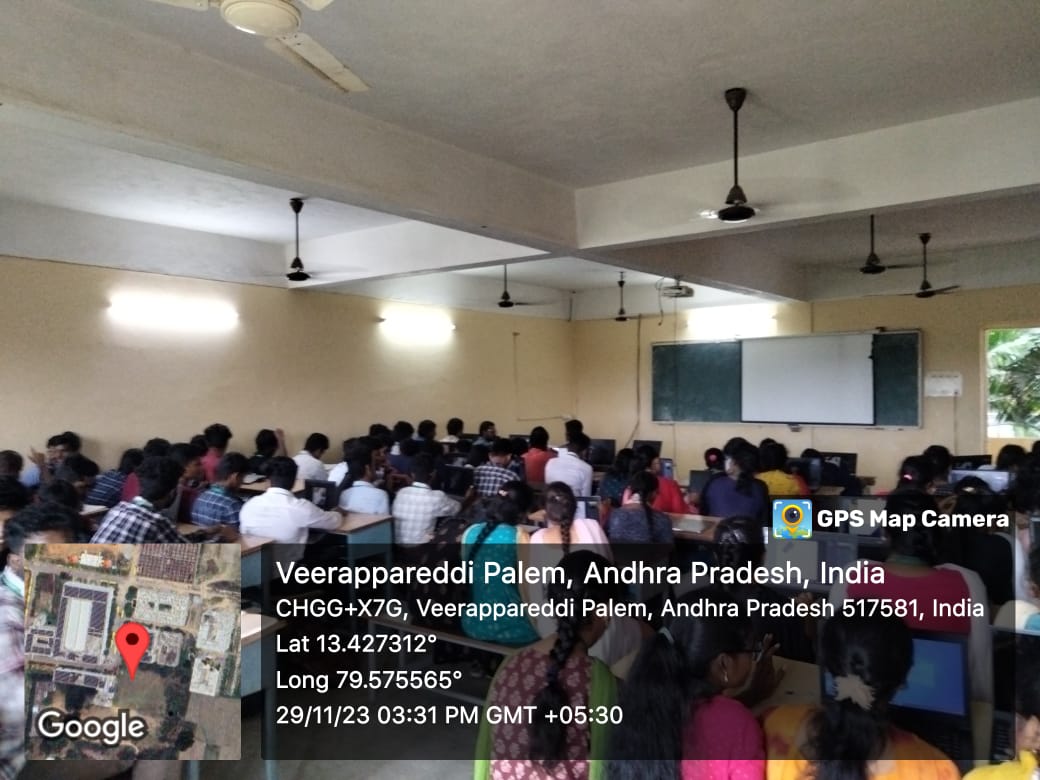 GPS Map Camera
Veerappareddi Palem, Andhra Pradesh, India
CHGG+X7G, Veerappareddi Palem, Andhra Pradesh 517581, India
Lat 13.427312°
Long 79.575565°
29/11/23 03:31 PM GMT +05:30
Google